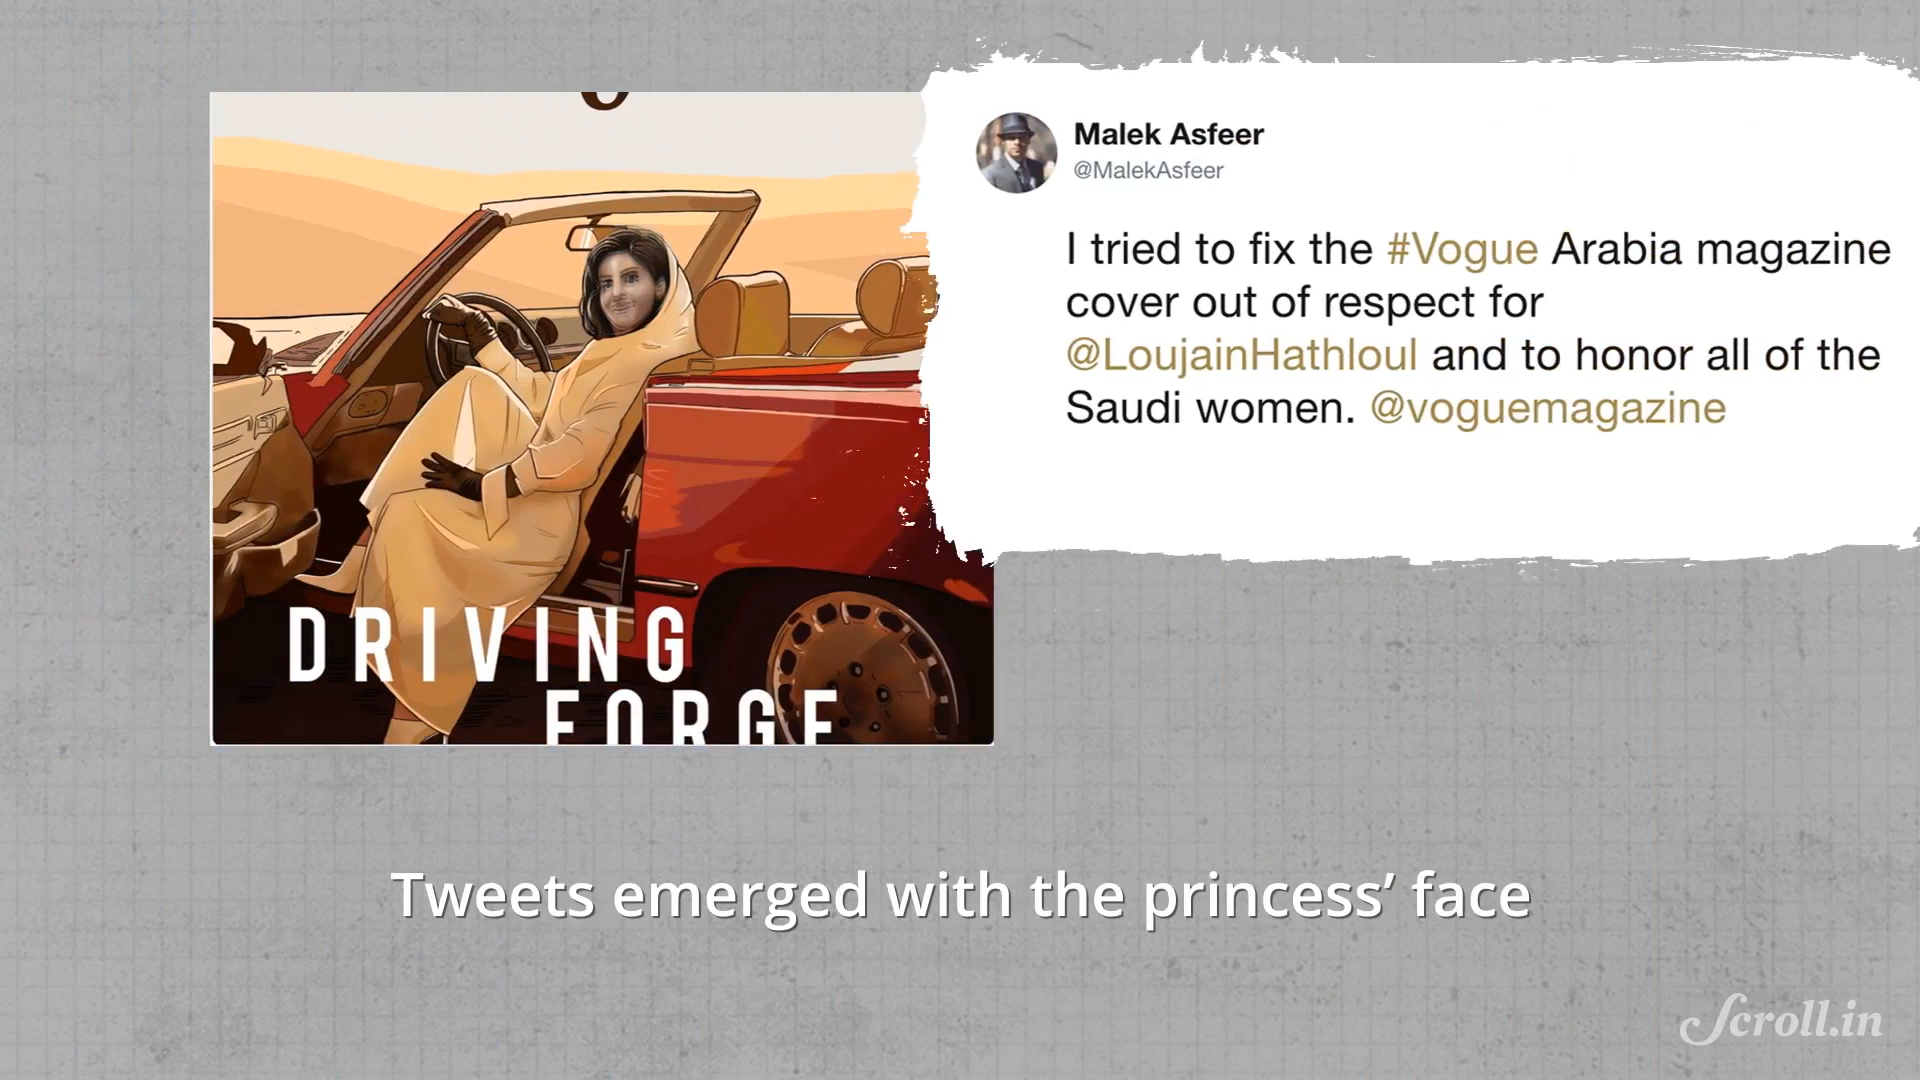 Malek Asfeer
@MalekAsfeer
I tried to fix the #Vogue Arabia magazine
cover out of respect for
@LoujainHathloul and to honor all of the
Saudi women. @voguemagazine
DRIVING
FORGE
Tweets emerged with the princess’ face
Scroll.in